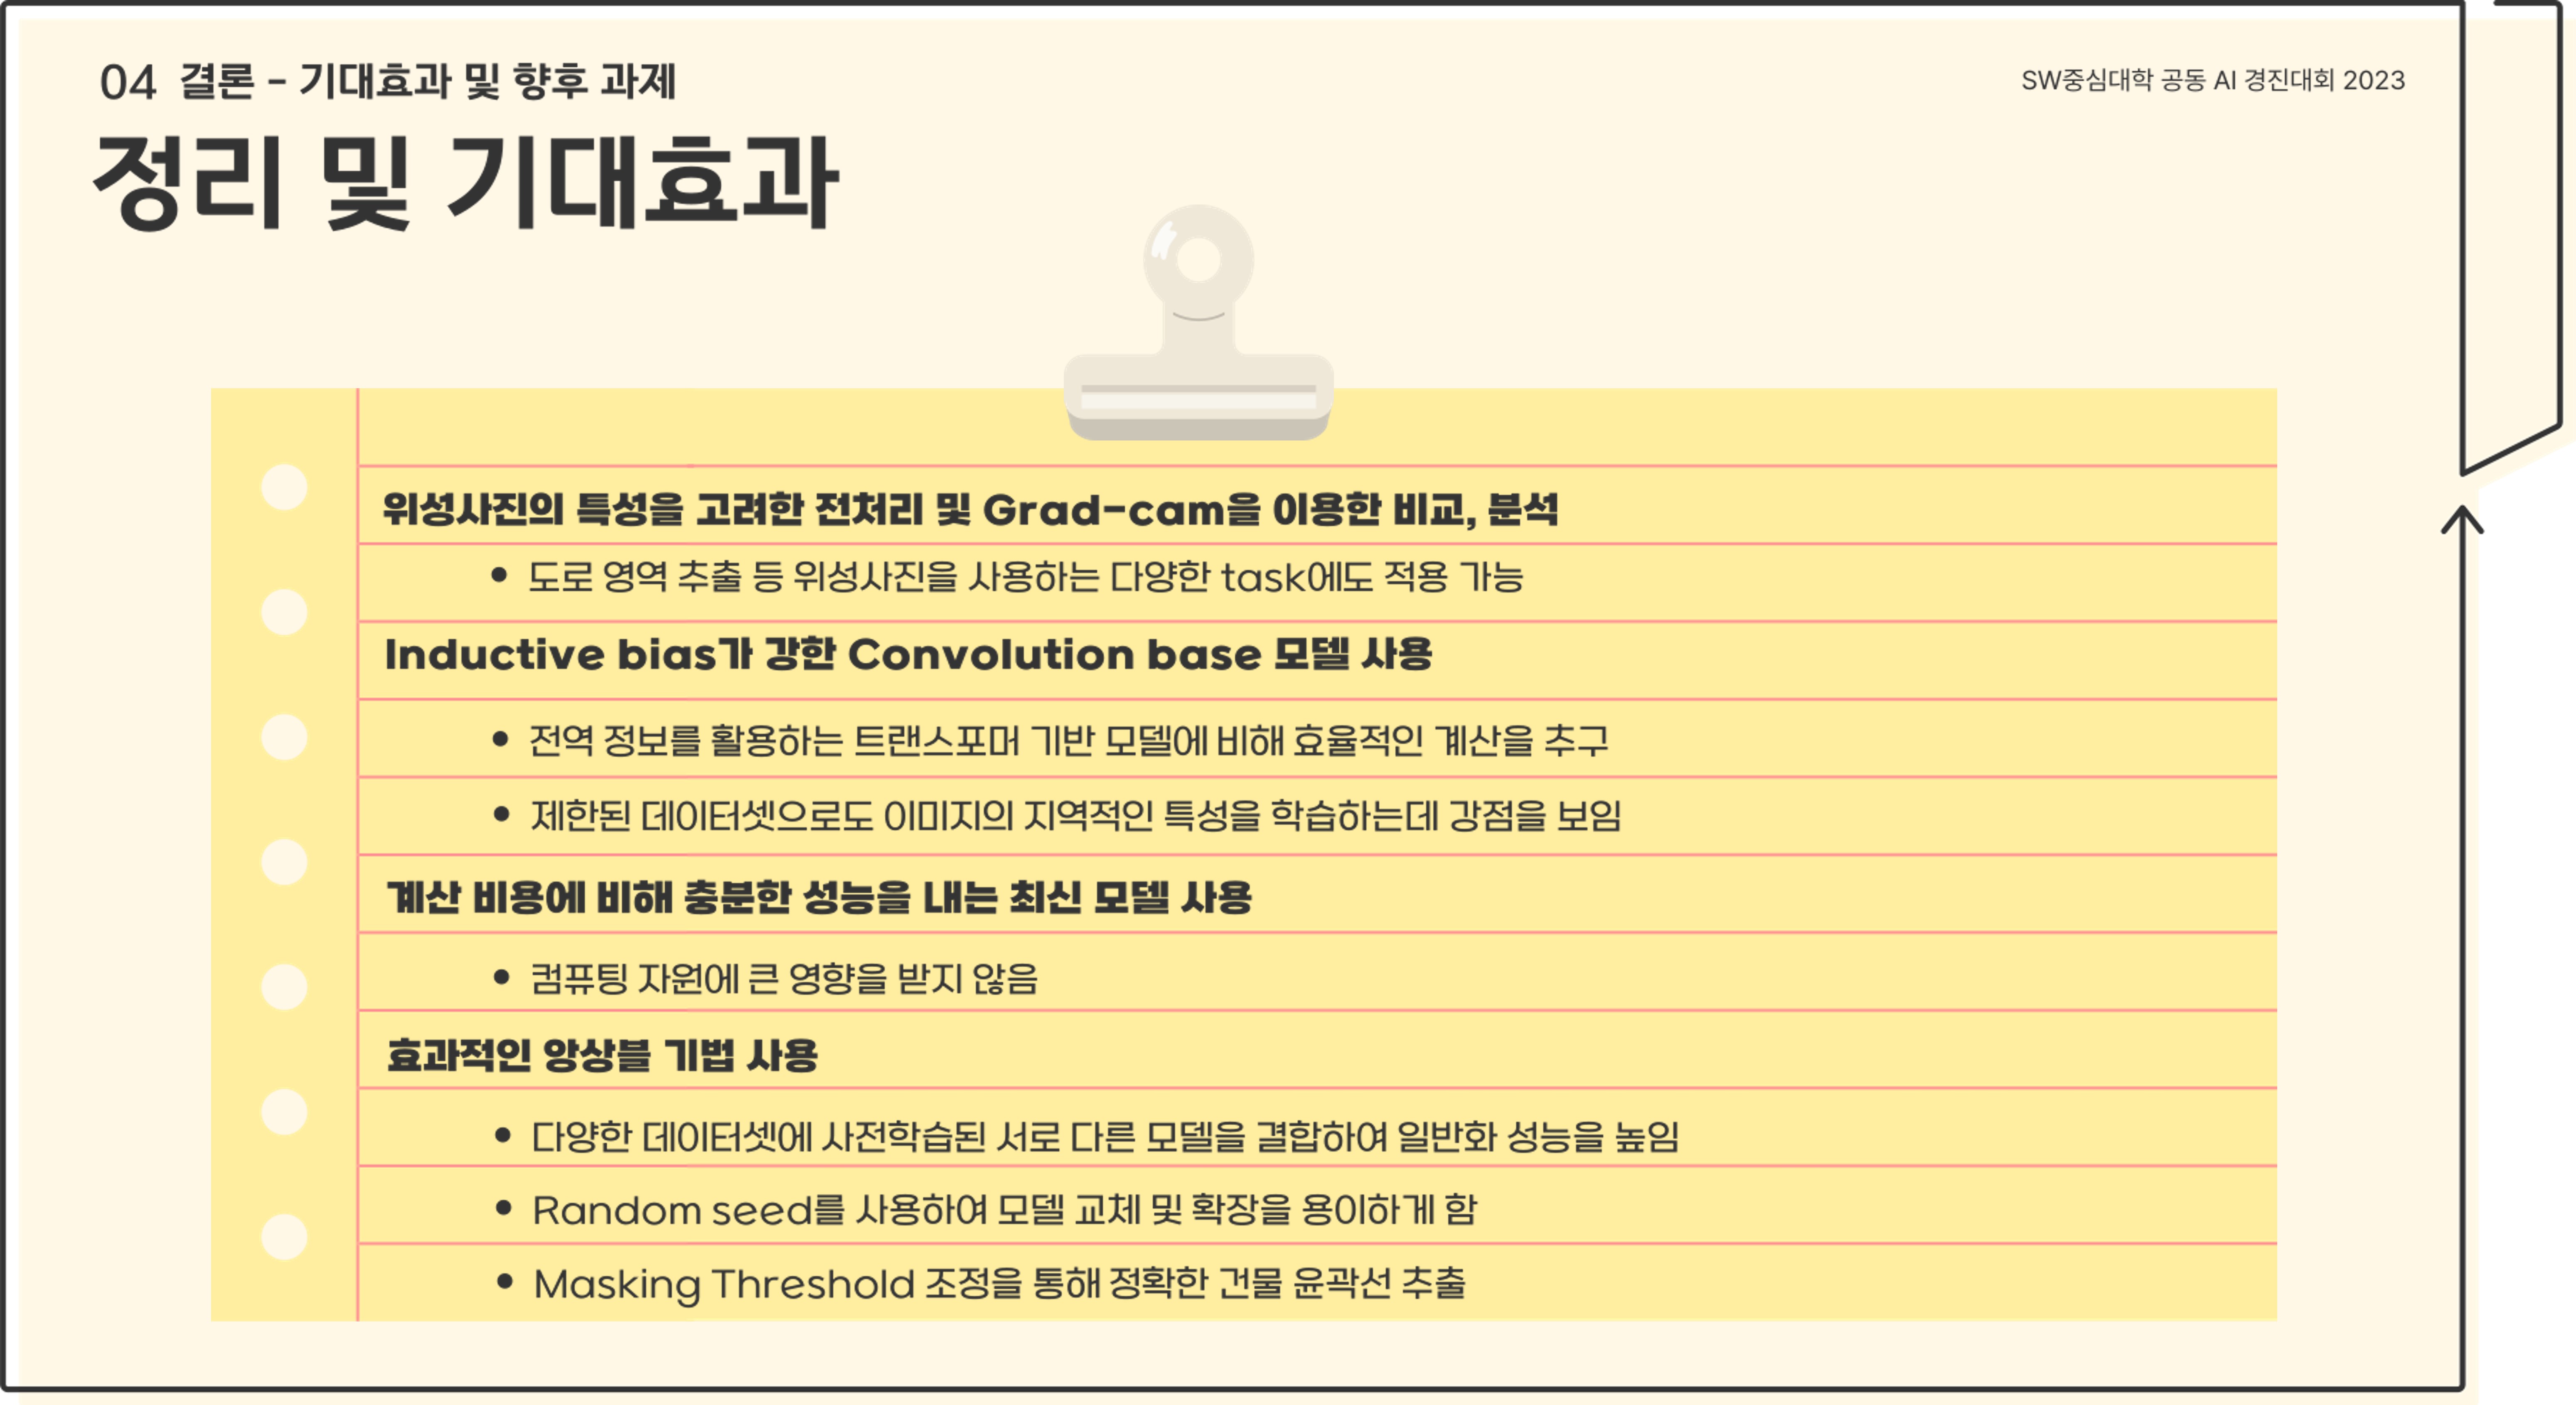 04 결론 - 기대효과 및 향후 과제
SW중심대학 공동 AI 경진대회 2023
정리 및 기대효과
위성사진의 특성을 고려한 전처리 및 Grad-cam을 이용한 비교, 분석
• 도로 영역 추출 등 위성사진을 사용하는 다양한 task에도 적용 가능
Inductive bias가 강한 Convolution base 모델 사용
• 전역 정보를 활용하는 트랜스포머 기반 모델에 비해 효율적인 계산을 추구
• 제한된 데이터셋으로도 이미지의 지역적인 특성을 학습하는데 강점을 보임
계산 비용에 비해 충분한 성능을 내는 최신 모델 사용
• 컴퓨팅 자원에 큰 영향을 받지 않음
효과적인 앙상블 기법 사용
• 다양한 데이터셋에 사전학습된 서로 다른 모델을 결합하여 일반화 성능을 높임
• Random seed를 사용하여 모델 교체 및 확장을 용이하게 함
• Masking Threshold 조정을 통해 정확한 건물 윤곽선 추출